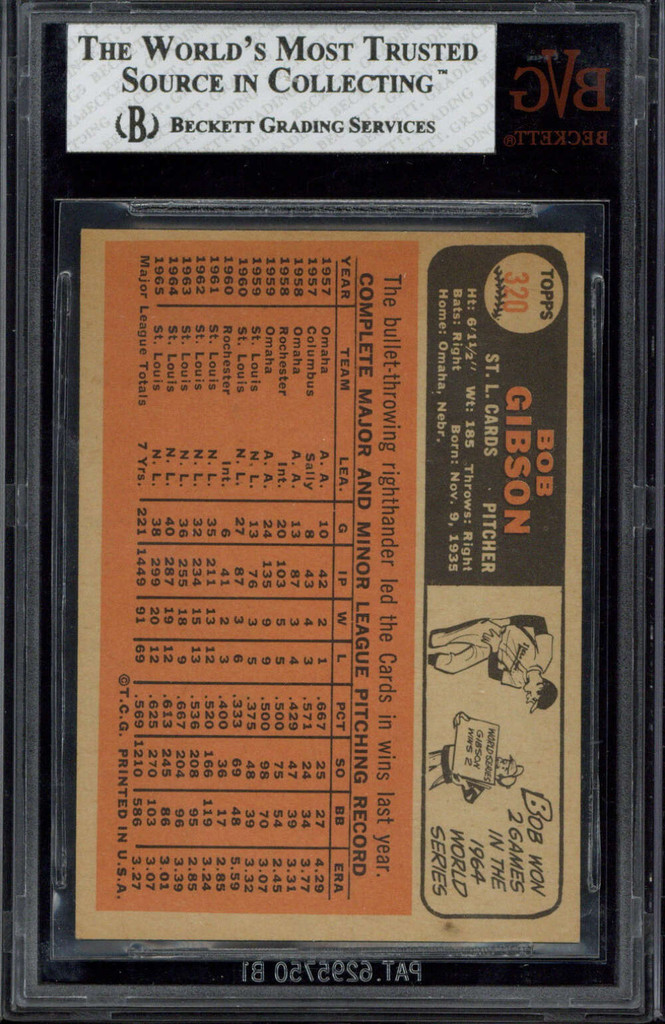 THE WORLD'S MOST TRUSTED
SOURCE IN COLLECTING™
(B) BECKETT GRADING SERVICES
BVG
BECKETT®
TOPPS
320
BOB
GIBSON
ST. L. CARDS · PITCHER
Ht: 6'1½" Wt: 185 Throws: Right
Bats: Right Born: Nov. 9, 1935
Home: Omaha, Nebr.
WORLD SERIES
GIBSON
WINS 2
BOB WON
2 GAMES
IN THE
1964
WORLD
SERIES
The bullet-throwing righthander led the Cards in wins last year.
COMPLETE MAJOR AND MINOR LEAGUE PITCHING RECORD
YEAR TEAM LEA. G IP W L PCT SO BB ERA
1957 Omaha A. A. 10 42 2 1 .667 25 27 4.29
1957 Columbus Sally 8 43 4 3 .571 24 34 3.77
1958 Omaha A. A. 13 87 3 4 .429 47 39 3.31
1958 Rochester Int. 20 103 5 5 .500 75 54 2.45
1959 Omaha A. A. 24 135 9 9 .500 98 70 3.07
1959 St. Louis N. L. 13 76 3 5 .375 48 39 3.32
1960 St. Louis N. L. 27 87 3 6 .333 69 48 5.59
1960 Rochester Int. 6 41 2 3 .400 36 17 2.85
1961 St. Louis N. L. 35 211 13 12 .520 166 119 3.24
1962 St. Louis N. L. 32 234 15 13 .536 208 95 2.85
1963 St. Louis N. L. 36 255 18 9 .667 204 96 3.39
1964 St. Louis N. L. 40 287 19 12 .613 245 86 3.01
1965 St. Louis N. L. 38 299 20 12 .625 270 103 3.07
Major League Totals 7 Yrs. 221 1449 91 69 .569 1210 586 3.27
©T.C.G. PRINTED IN U.S.A.
PAT.6295750 B1